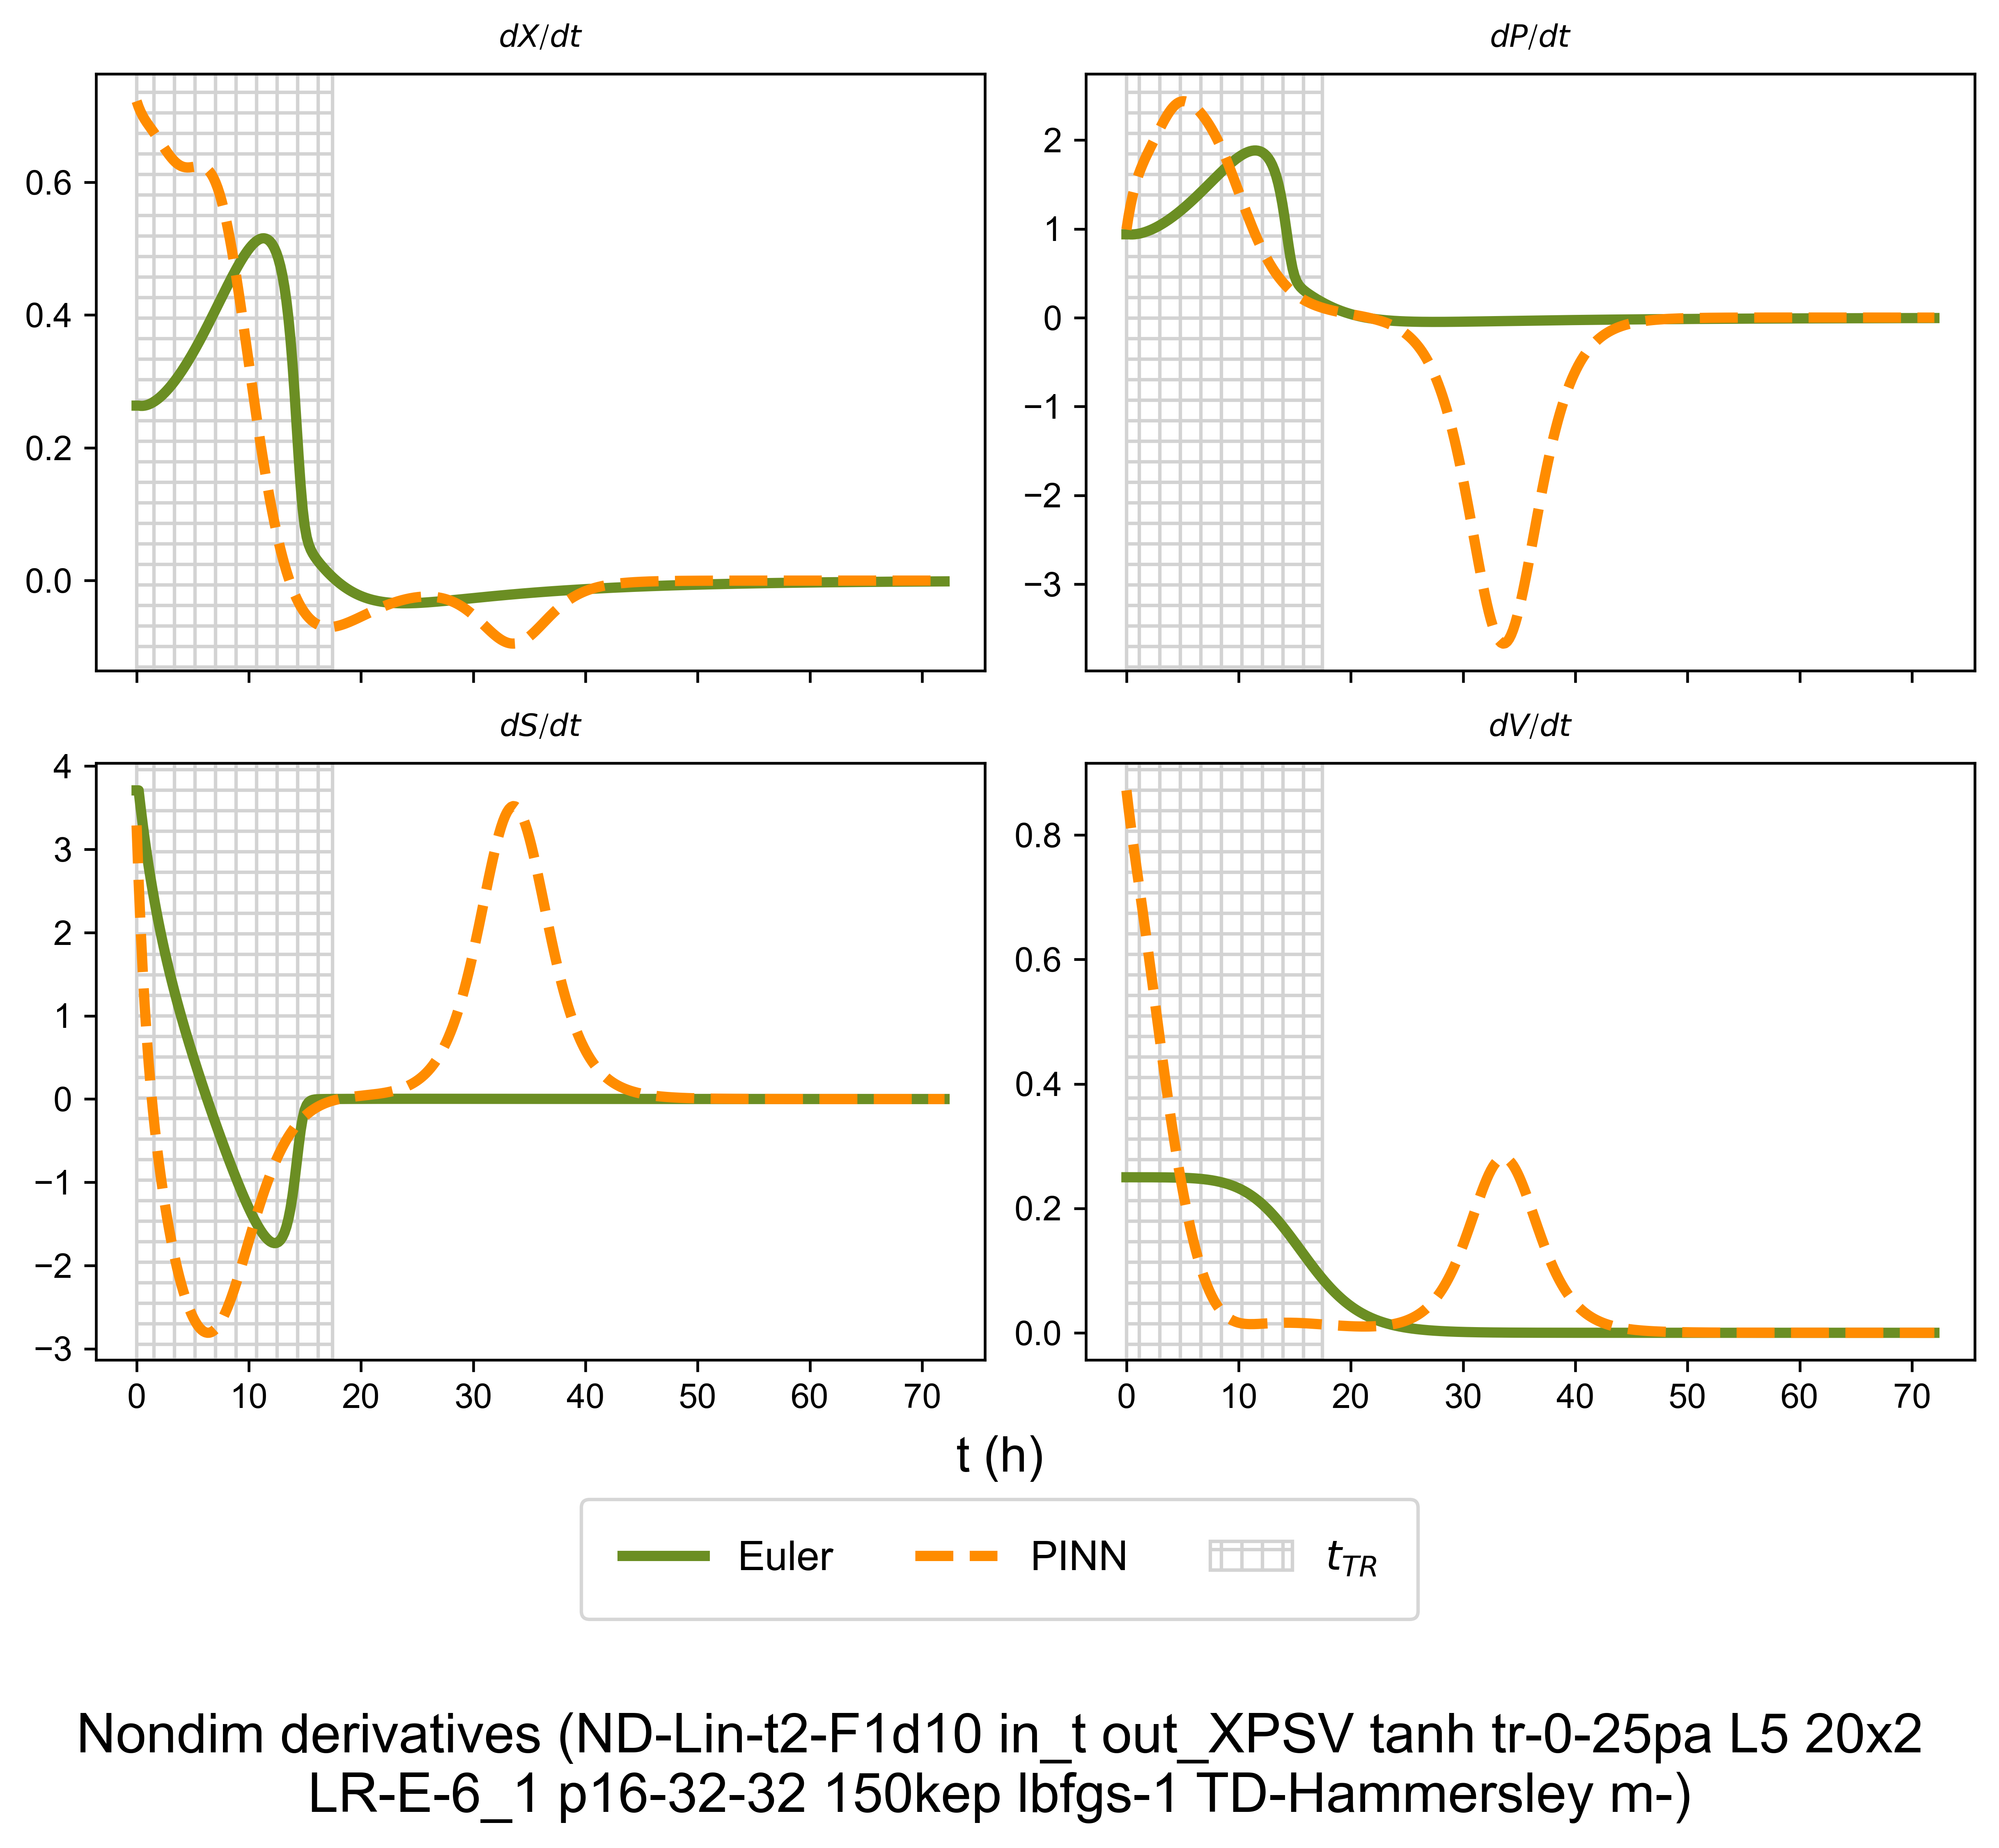 dX/dt
dP/dt
0.6
0.4
0.2
0.0
2
1
0
−1
−2
−3
dS/dt
dV/dt
4
3
2
1
0
−1
−2
−3
0.8
0.6
0.4
0.2
0.0
0 10 20 30 40 50 60 70
0 10 20 30 40 50 60 70
t (h)
Euler PINN t_TR
Nondim derivatives (ND-Lin-t2-F1d10 in_t out_XPSV tanh tr-0-25pa L5 20x2
LR-E-6_1 p16-32-32 150kep lbfgs-1 TD-Hammersley m-)